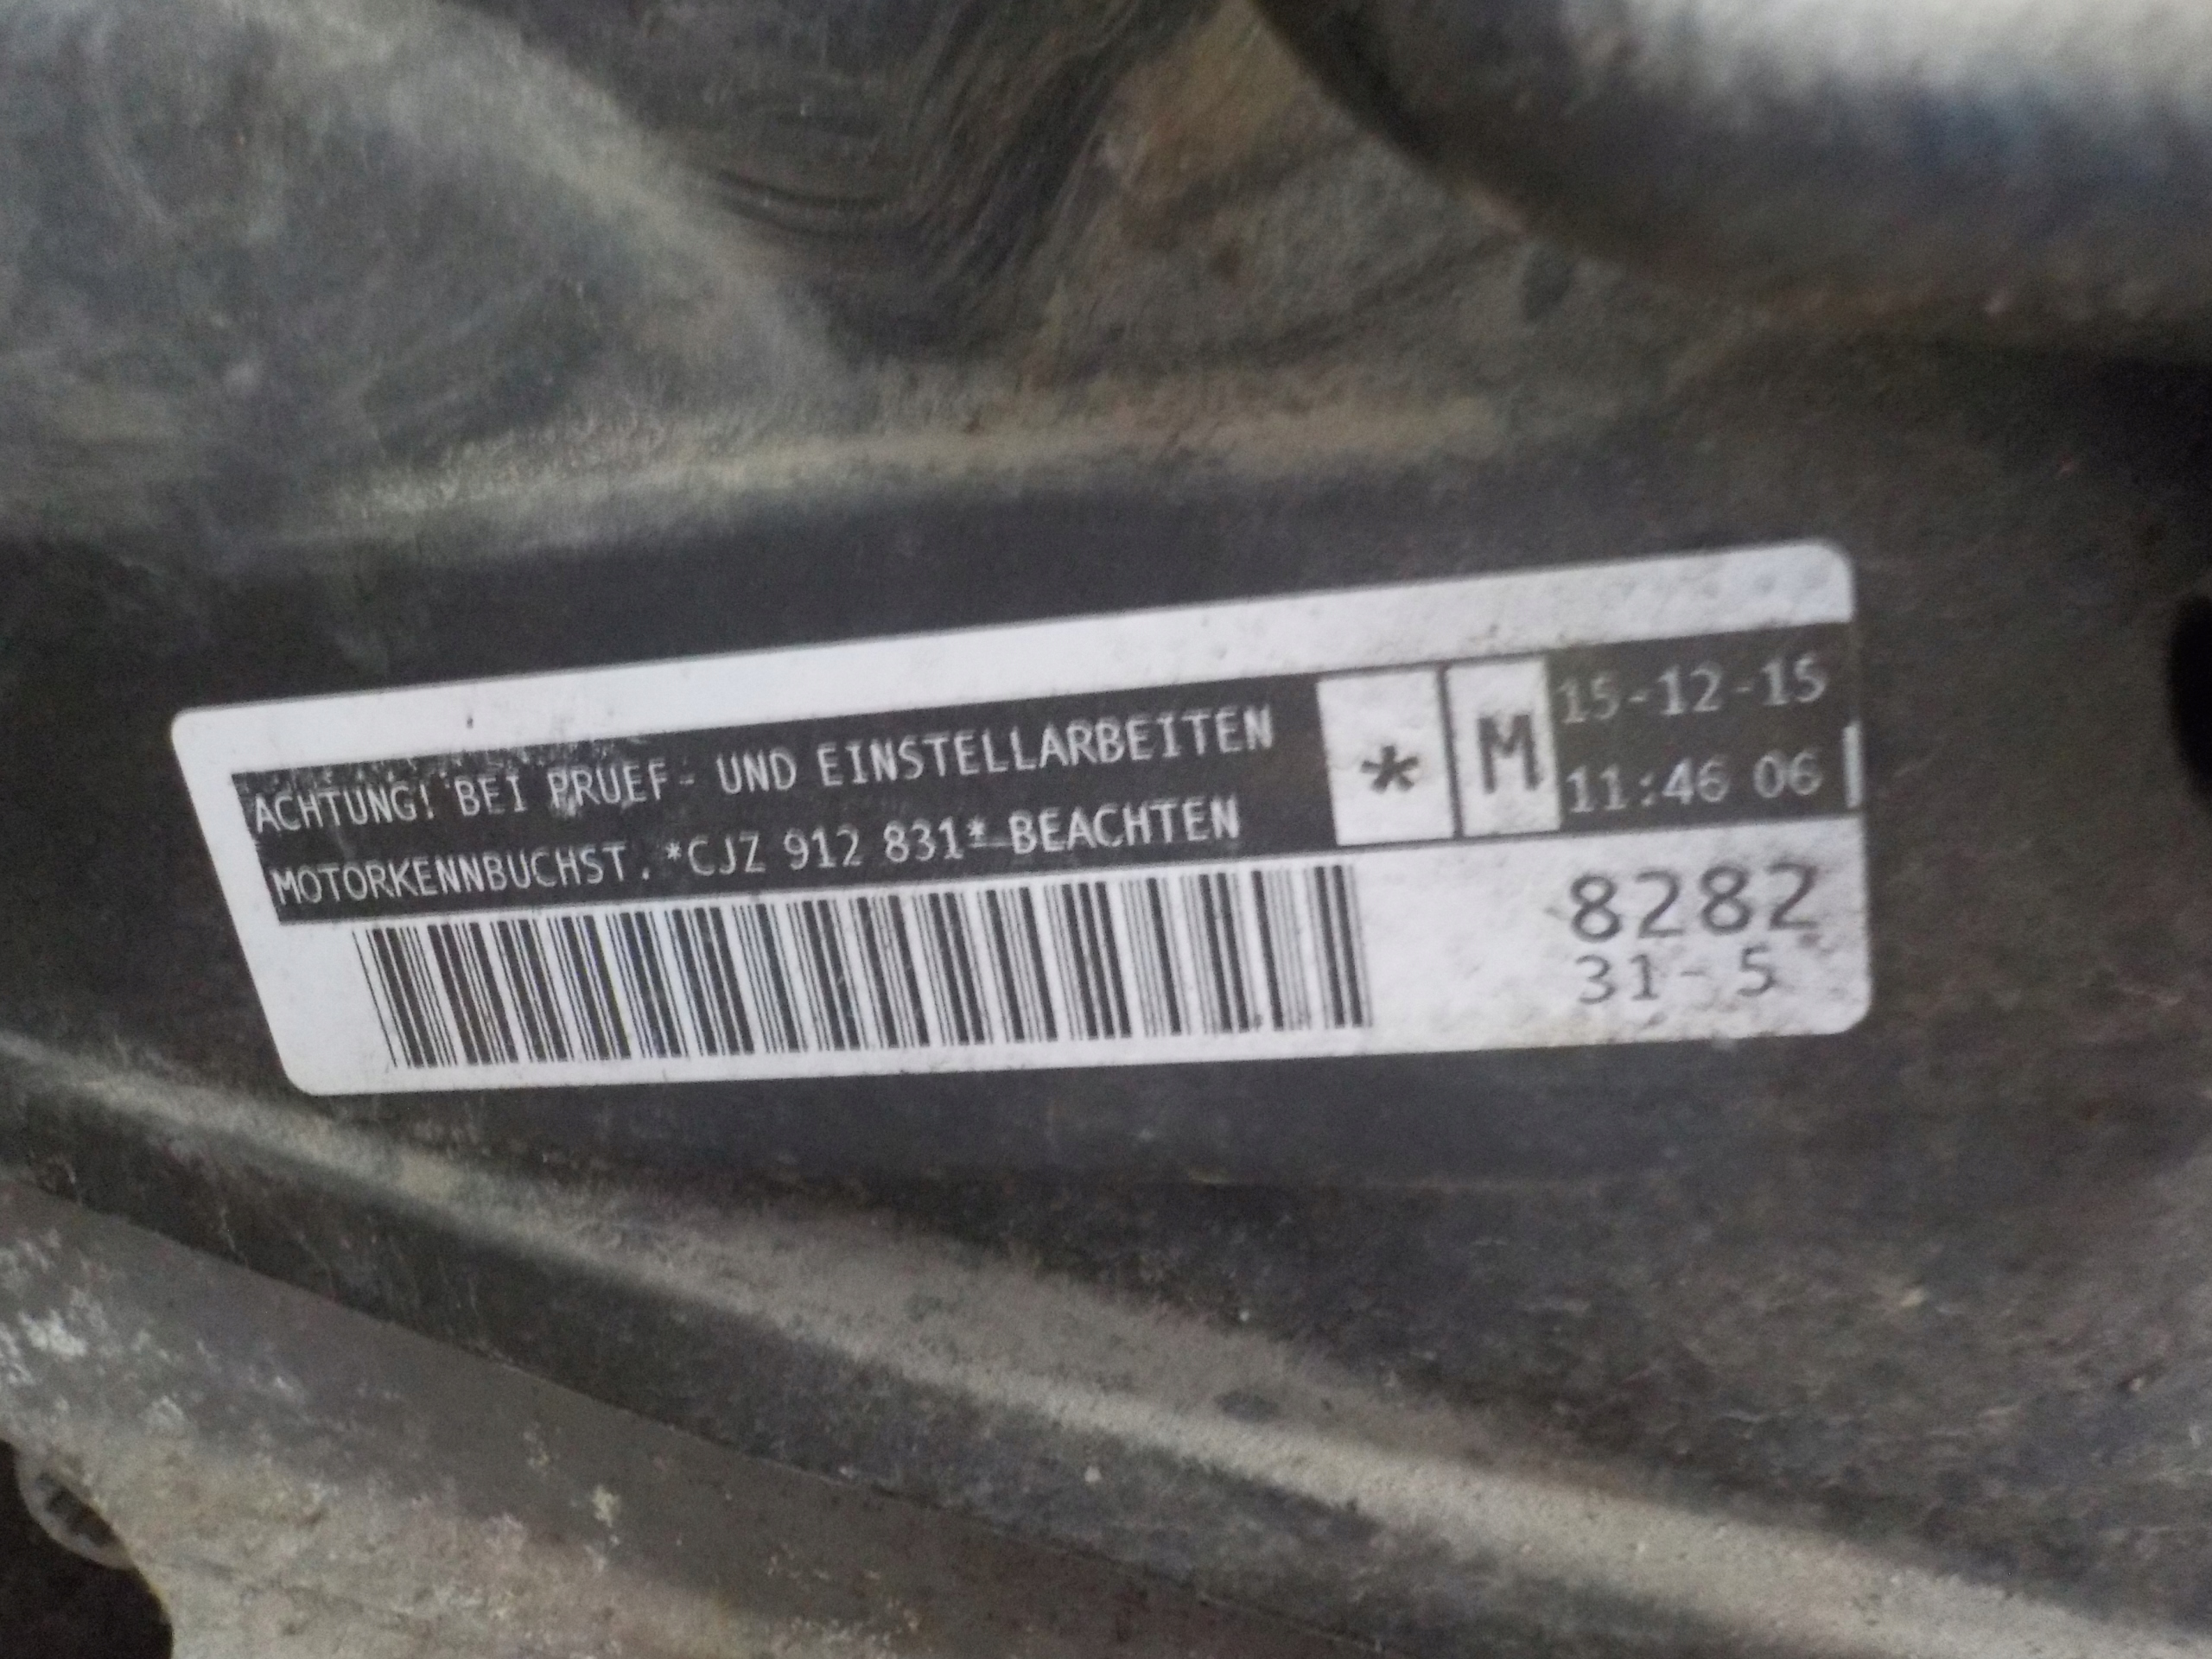 ACHTUNG! BEI PRUEF- UND EINSTELLARBEITEN
MOTORKENNBUCHST. *CJZ 912 831* BEACHTEN
*
M
15-12-15
11:46 06
8282
31- 5